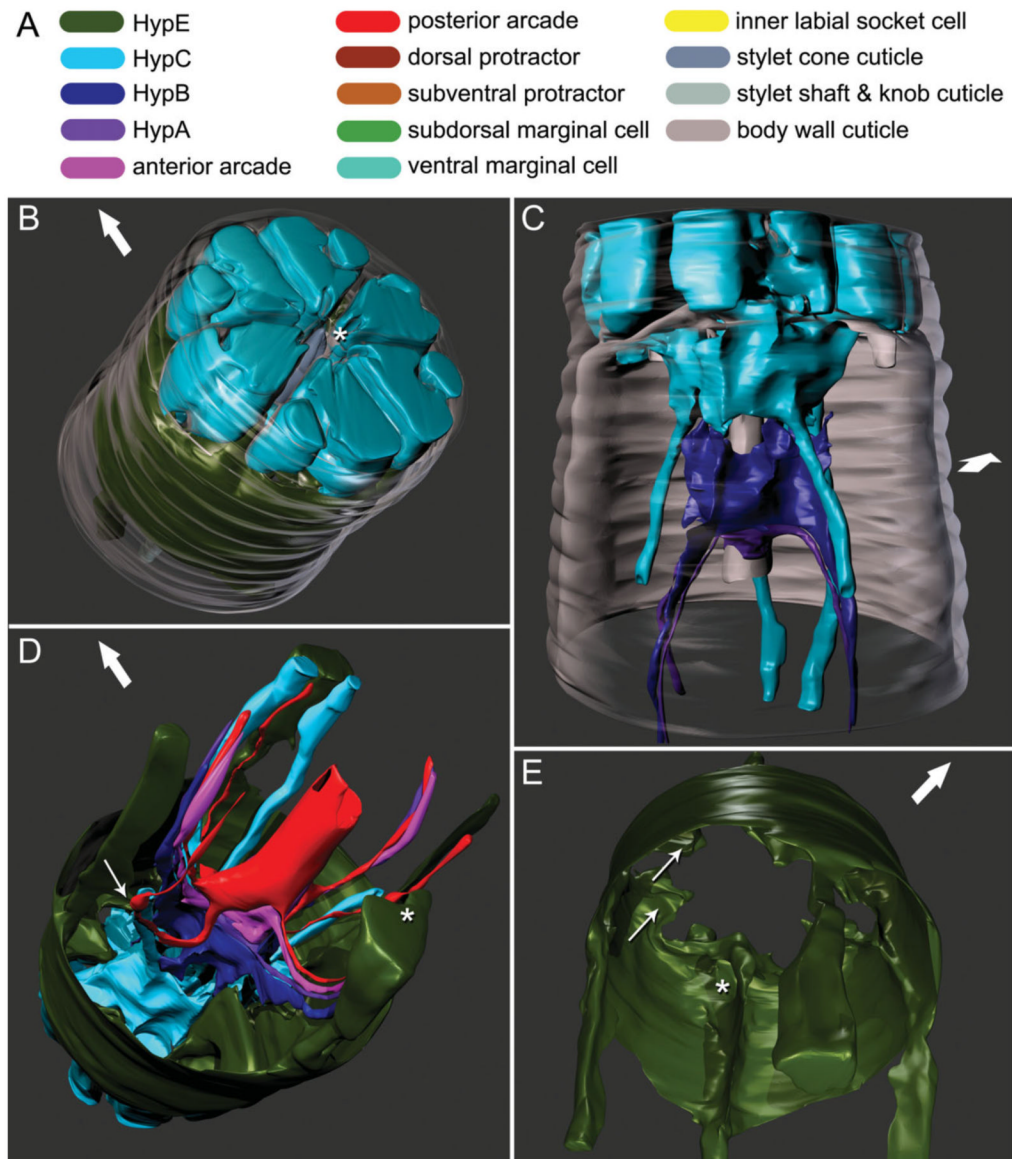 A
HypE
HypC
HypB
HypA
anterior arcade
posterior arcade
dorsal protractor
subventral protractor
subdorsal marginal cell
ventral marginal cell
inner labial socket cell
stylet cone cuticle
stylet shaft & knob cuticle
body wall cuticle
B
*
C
D
*
E
*